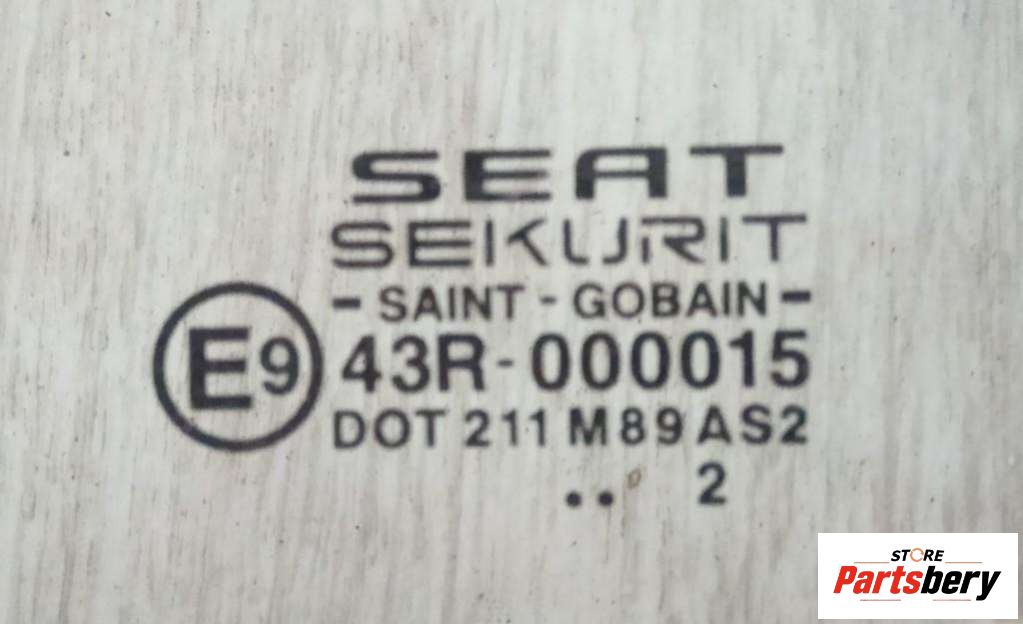 SEAT
SEKURIT
- SAINT - GOBAIN -
E9
43R-000015
DOT 211 M89 AS2
.. 2
STORE
Partsbery